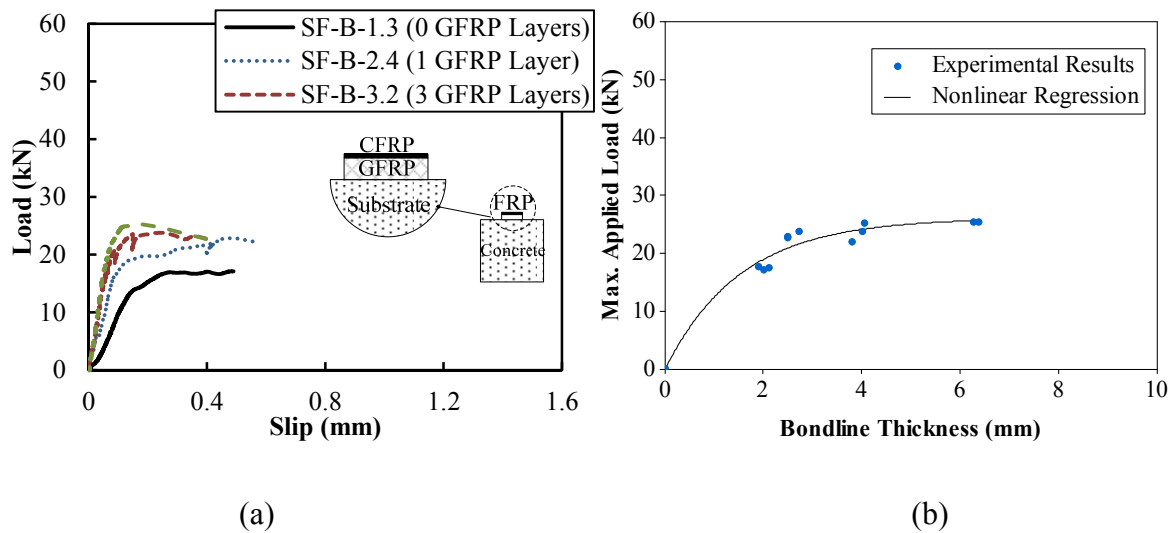 60
50
40
30
20
10
0
Load (kN)
0
0.4
0.8
1.2
1.6
Slip (mm)
SF-B-1.3 (0 GFRP Layers)
SF-B-2.4 (1 GFRP Layer)
SF-B-3.2 (3 GFRP Layers)
CFRP
GFRP
Substrate
FRP
Concrete
(a)
60
50
40
30
20
10
0
Max. Applied Load (kN)
0
2
4
6
8
10
Bondline Thickness (mm)
Experimental Results
Nonlinear Regression
(b)